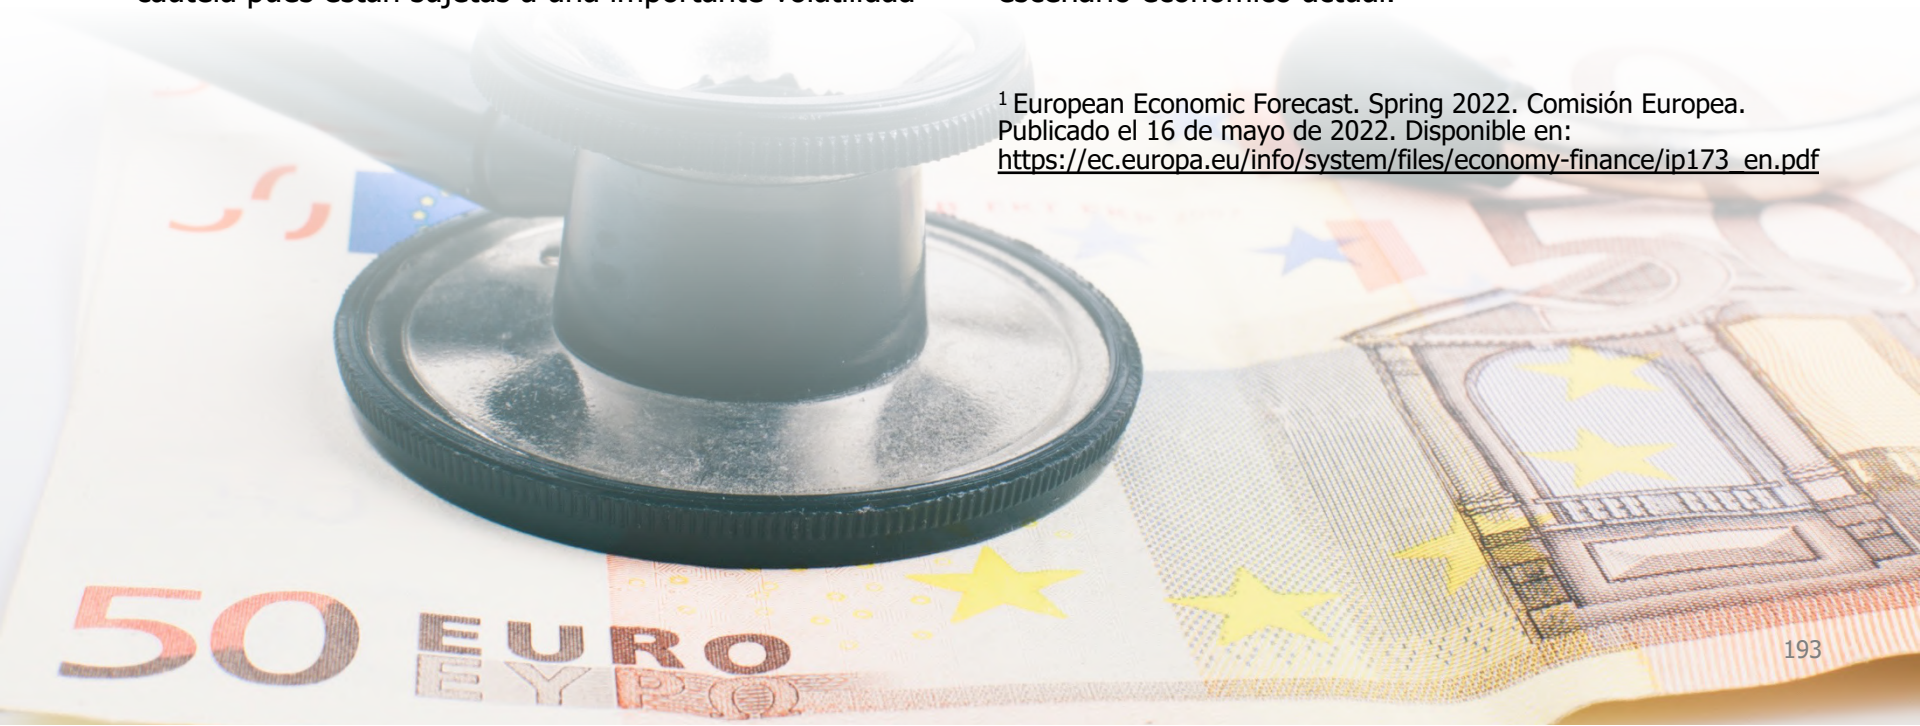 cautela pues están sujetas a una importante volatilidad
escenario económico actual.
1 European Economic Forecast. Spring 2022. Comisión Europea.
Publicado el 16 de mayo de 2022. Disponible en:
https://ec.europa.eu/info/system/files/economy-finance/ip173_en.pdf
50 EURO
ΕΥΡΩ
50
193